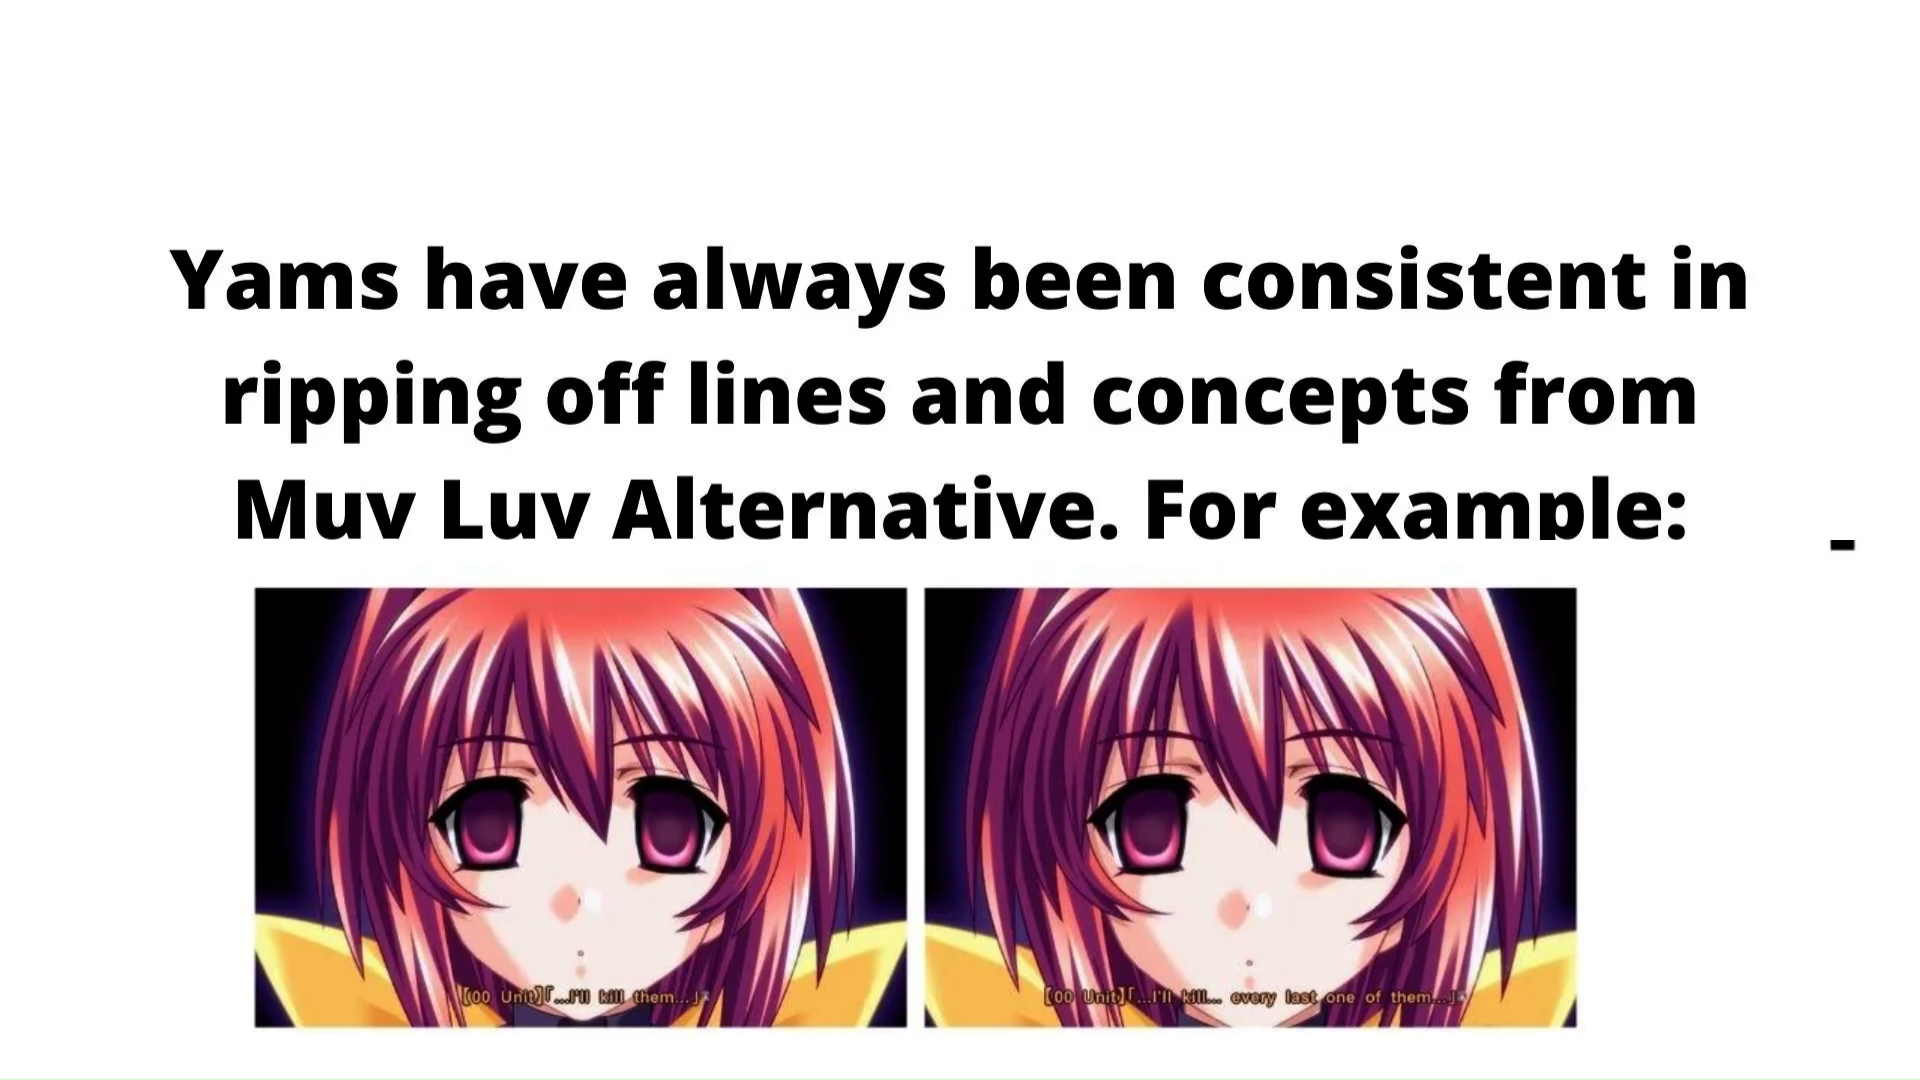 Yams have always been consistent in
ripping off lines and concepts from
Muv Luv Alternative. For example:
-
【00 Unit】「...I'll kill them...」
【00 Unit】「...I'll kill... every last one of them...」